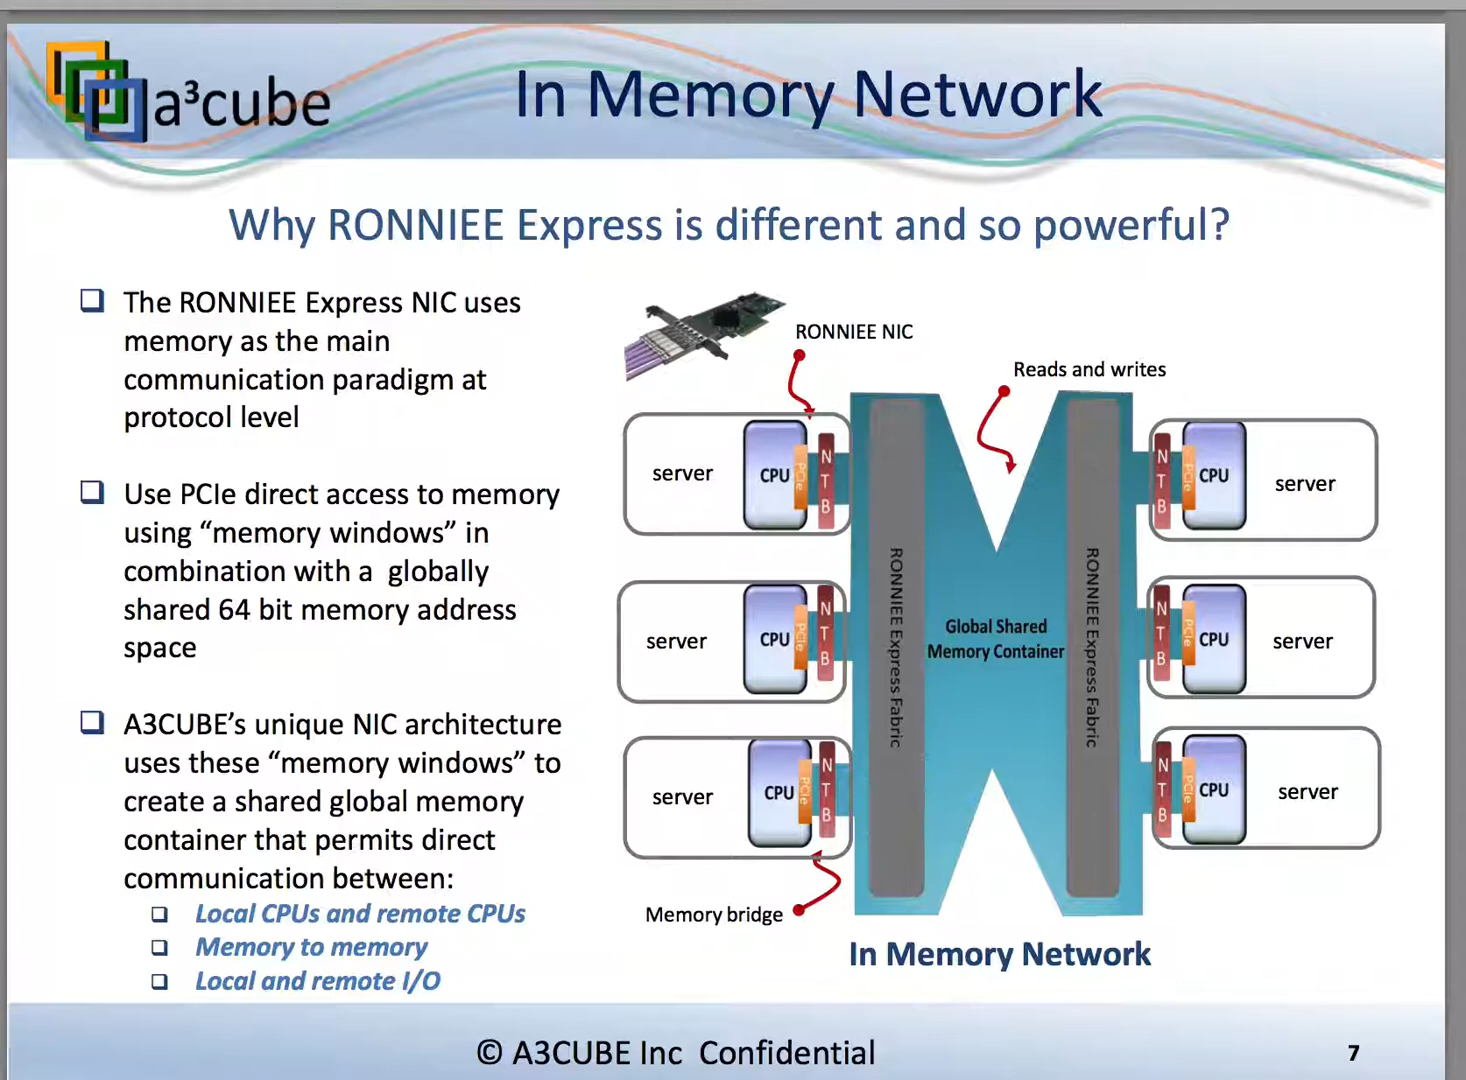 a³cube
In Memory Network
Why RONNIEE Express is different and so powerful?
The RONNIEE Express NIC uses
memory as the main
communication paradigm at
protocol level
Use PCIe direct access to memory
using “memory windows” in
combination with a globally
shared 64 bit memory address
space
A3CUBE’s unique NIC architecture
uses these “memory windows” to
create a shared global memory
container that permits direct
communication between:
Local CPUs and remote CPUs
Memory to memory
Local and remote I/O
RONNIEE NIC
Reads and writes
server
CPU
PCIe
NTB
NTB
PCIe
CPU
server
server
CPU
PCIe
NTB
NTB
PCIe
CPU
server
server
CPU
PCIe
NTB
NTB
PCIe
CPU
server
RONNIEE Express Fabric
Global Shared
Memory Container
RONNIEE Express Fabric
Memory bridge
In Memory Network
© A3CUBE Inc Confidential
7